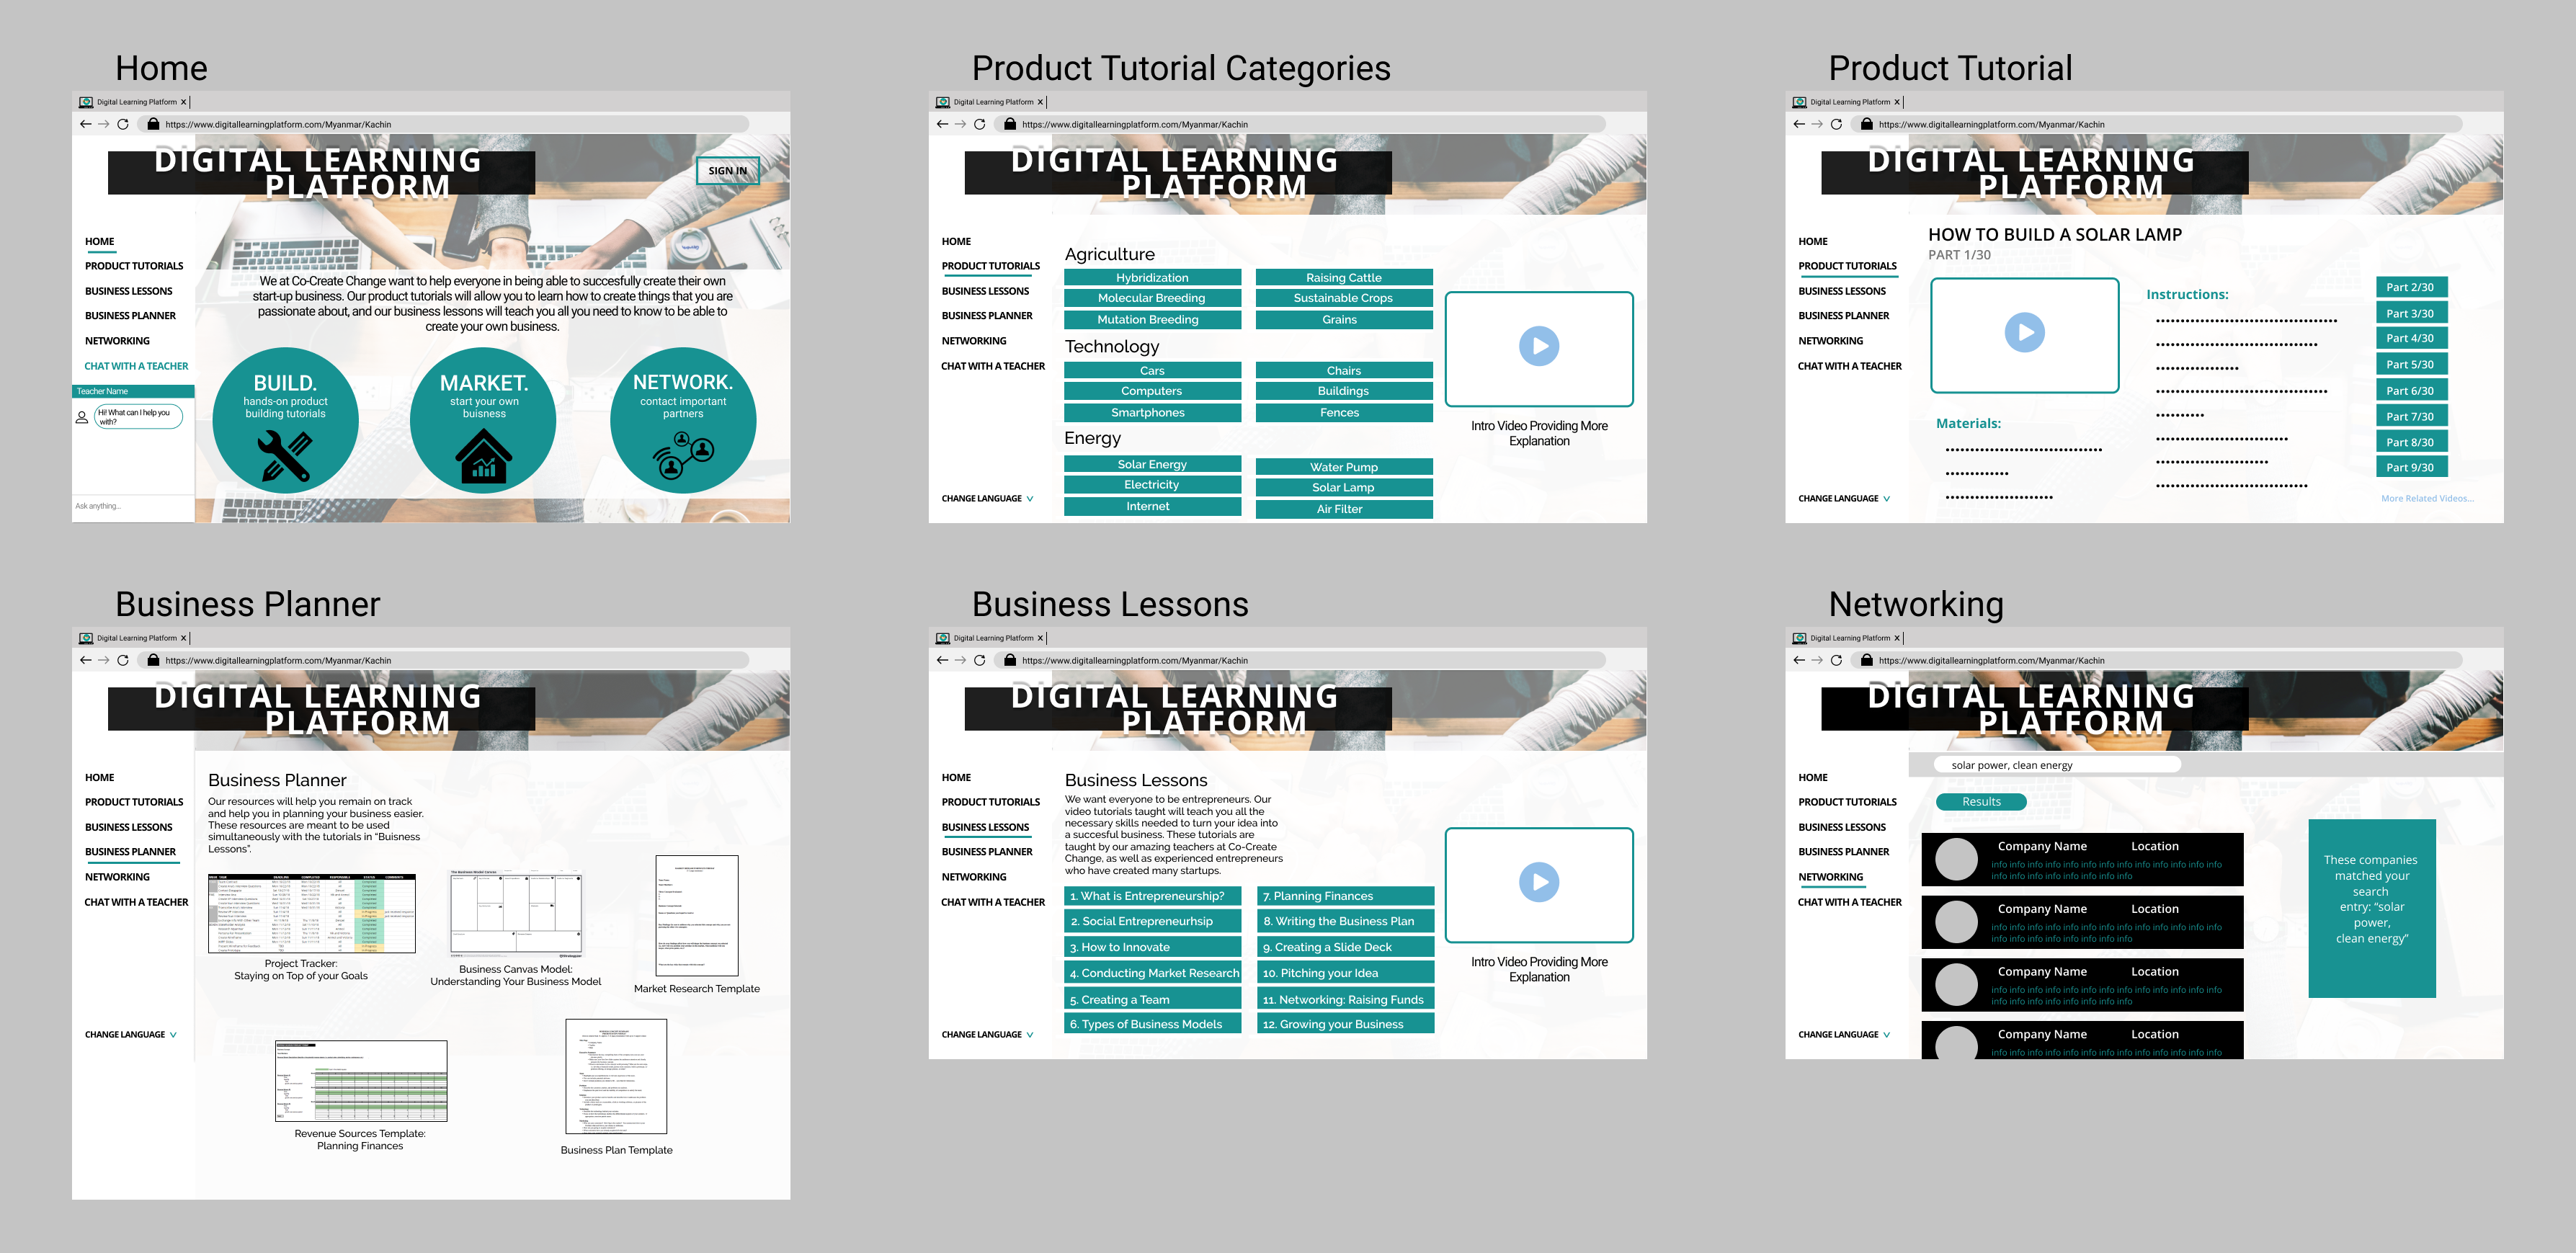 Home
Digital Learning Platform X
https://www.digitallearningplatform.com/Myanmar/Kachin
DIGITAL LEARNING
PLATFORM
SIGN IN
HOME
PRODUCT TUTORIALS
BUSINESS LESSONS
BUSINESS PLANNER
NETWORKING
CHAT WITH A TEACHER
Teacher Name
Hi! What can I help you
with?
Ask anything...
We at Co-Create Change want to help everyone in being able to succesfully create their own
start-up business. Our product tutorials will allow you to learn how to create things that you are
passionate about, and our business lessons will teach you all you need to know to be able to
create your own business.
BUILD.
hands-on product
building tutorials
MARKET.
start your own
buisness
NETWORK.
contact important
partners
Product Tutorial Categories
Digital Learning Platform X
https://www.digitallearningplatform.com/Myanmar/Kachin
DIGITAL LEARNING
PLATFORM
HOME
PRODUCT TUTORIALS
BUSINESS LESSONS
BUSINESS PLANNER
NETWORKING
CHAT WITH A TEACHER
CHANGE LANGUAGE
Agriculture
Hybridization
Raising Cattle
Molecular Breeding
Sustainable Crops
Mutation Breeding
Grains
Technology
Cars
Chairs
Computers
Buildings
Smartphones
Fences
Energy
Solar Energy
Water Pump
Electricity
Solar Lamp
Internet
Air Filter
Intro Video Providing More
Explanation
Product Tutorial
Digital Learning Platform X
https://www.digitallearningplatform.com/Myanmar/Kachin
DIGITAL LEARNING
PLATFORM
HOME
PRODUCT TUTORIALS
BUSINESS LESSONS
BUSINESS PLANNER
NETWORKING
CHAT WITH A TEACHER
CHANGE LANGUAGE
HOW TO BUILD A SOLAR LAMP
PART 1/30
Materials:
Instructions:
Part 2/30
Part 3/30
Part 4/30
Part 5/30
Part 6/30
Part 7/30
Part 8/30
Part 9/30
More Related Videos...
Business Planner
Digital Learning Platform X
https://www.digitallearningplatform.com/Myanmar/Kachin
DIGITAL LEARNING
PLATFORM
HOME
PRODUCT TUTORIALS
BUSINESS LESSONS
BUSINESS PLANNER
NETWORKING
CHAT WITH A TEACHER
CHANGE LANGUAGE
Business Planner
Our resources will help you remain on track
and help you in planning your business easier.
These resources are meant to be used
simultaneously with the tutorials in "Buisness
Lessons".
Project Tracker:
Staying on Top of your Goals
The Business Model Canvas
Business Canvas Model:
Understanding Your Business Model
Market Research Template
Revenue Sources Template:
Planning Finances
Business Plan Template
Business Lessons
Digital Learning Platform X
https://www.digitallearningplatform.com/Myanmar/Kachin
DIGITAL LEARNING
PLATFORM
HOME
PRODUCT TUTORIALS
BUSINESS LESSONS
BUSINESS PLANNER
NETWORKING
CHAT WITH A TEACHER
CHANGE LANGUAGE
Business Lessons
We want everyone to be entrepreneurs. Our
video tutorials taught will teach you all the
necessary skills needed to turn your idea into
a succesful business. These tutorials are
taught by our amazing teachers at Co-Create
Change, as well as experienced entrepreneurs
who have created many startups.
1. What is Entrepreneurship?
2. Social Entrepreneurhsip
3. How to Innovate
4. Conducting Market Research
5. Creating a Team
6. Types of Business Models
7. Planning Finances
8. Writing the Business Plan
9. Creating a Slide Deck
10. Pitching your Idea
11. Networking: Raising Funds
12. Growing your Business
Intro Video Providing More
Explanation
Networking
Digital Learning Platform X
https://www.digitallearningplatform.com/Myanmar/Kachin
DIGITAL LEARNING
PLATFORM
HOME
PRODUCT TUTORIALS
BUSINESS LESSONS
BUSINESS PLANNER
NETWORKING
CHAT WITH A TEACHER
CHANGE LANGUAGE
solar power, clean energy
Results
Company Name Location
info info info info info info info info info info info info info
info info info info info info info info
Company Name Location
info info info info info info info info info info info info info
info info info info info info info info
Company Name Location
info info info info info info info info info info info info info
info info info info info info info info
Company Name Location
info info info info info info info info info info info info info
These companies
matched your
search
entry: "solar
power,
clean energy"